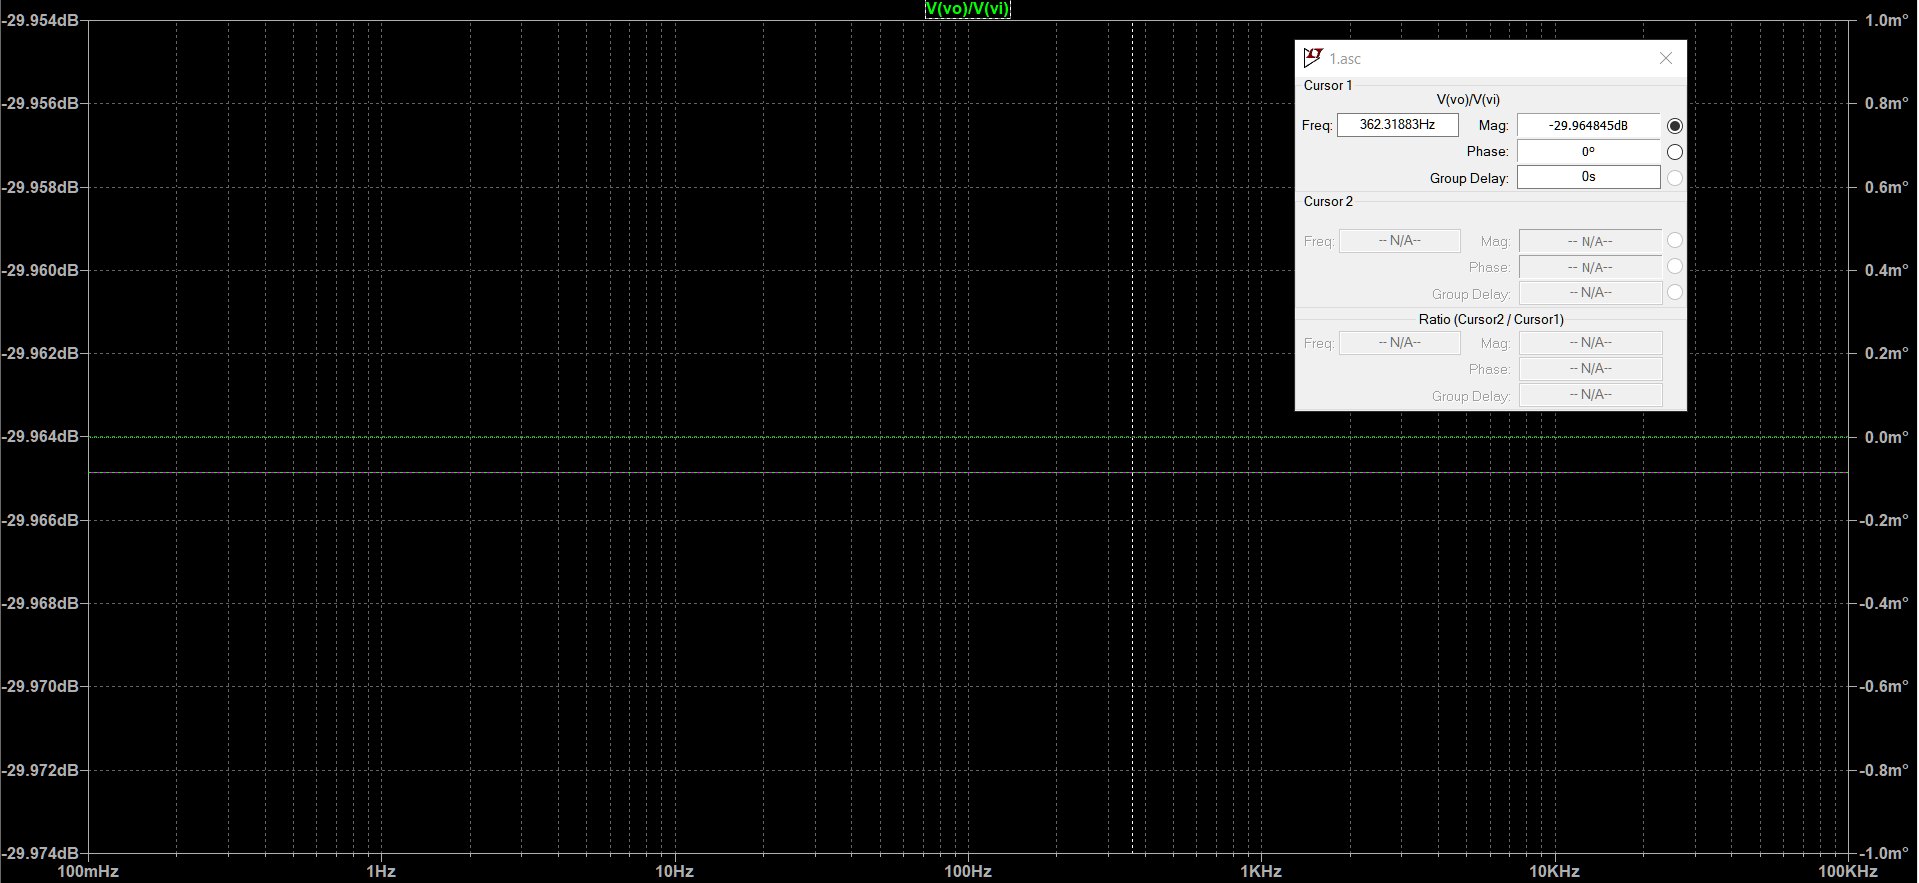 V(vo)/V(vi)
-29.954dB
-29.956dB
-29.958dB
-29.960dB
-29.962dB
-29.964dB
-29.966dB
-29.968dB
-29.970dB
-29.972dB
-29.974dB
1.0m°
0.8m°
0.6m°
0.4m°
0.2m°
0.0m°
-0.2m°
-0.4m°
-0.6m°
-0.8m°
-1.0m°
100mHz 1Hz 10Hz 100Hz 1KHz 10KHz 100KHz
1.asc
Cursor 1
V(vo)/V(vi)
Freq: 362.31883Hz Mag: -29.964845dB
Phase: 0°
Group Delay: 0s
Cursor 2
Freq: -- N/A-- Mag: -- N/A--
Phase: -- N/A--
Group Delay: -- N/A--
Ratio (Cursor2 / Cursor1)
Freq: -- N/A-- Mag: -- N/A--
Phase: -- N/A--
Group Delay: -- N/A--